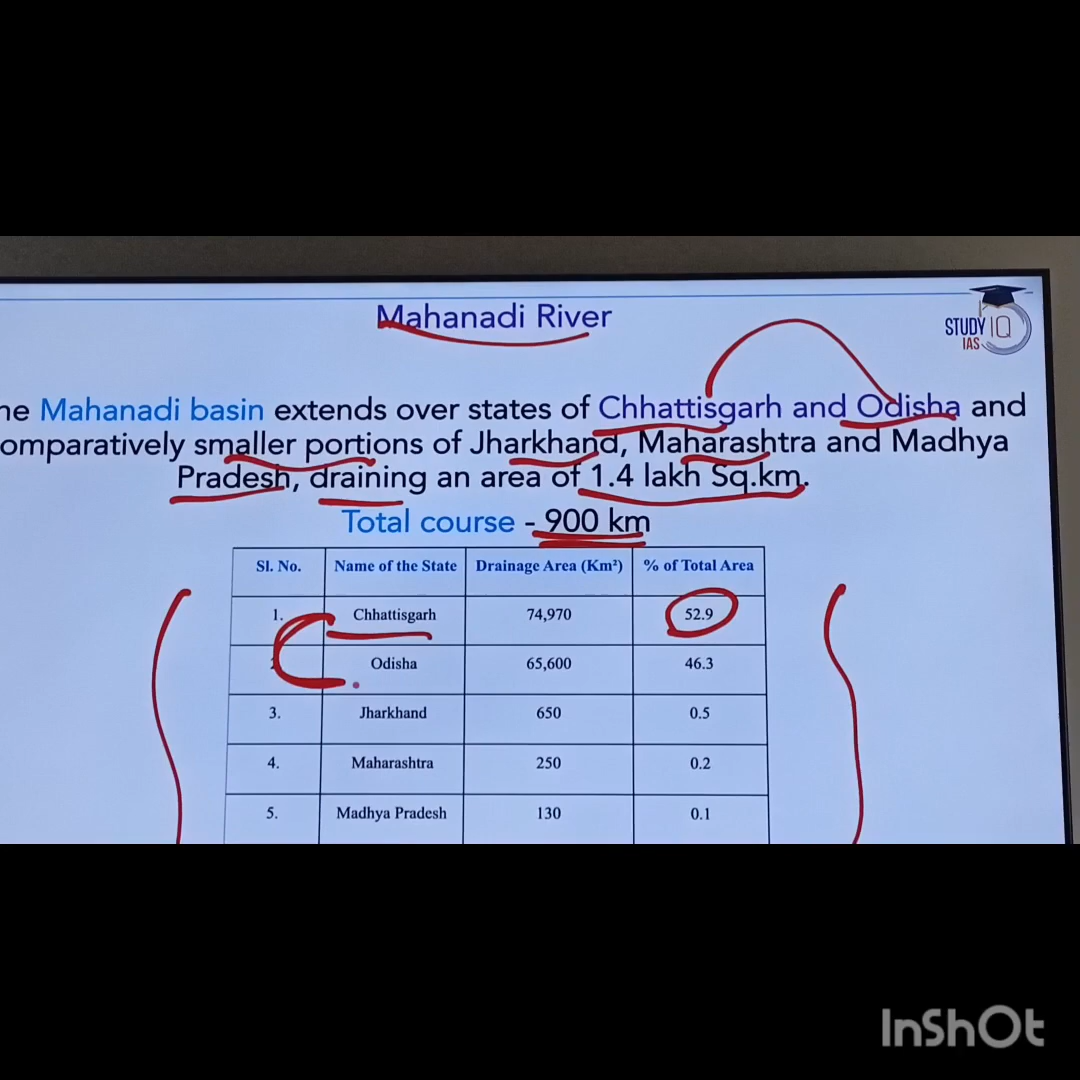 Mahanadi River
STUDY IQ
IAS
he Mahanadi basin extends over states of Chhattisgarh and Odisha and
omparatively smaller portions of Jharkhand, Maharashtra and Madhya
Pradesh, draining an area of 1.4 lakh Sq.km.
Total course - 900 km
Sl. No. Name of the State Drainage Area (Km²) % of Total Area
1. Chhattisgarh 74,970 52.9
Odisha 65,600 46.3
3. Jharkhand 650 0.5
4. Maharashtra 250 0.2
5. Madhya Pradesh 130 0.1
InShOt